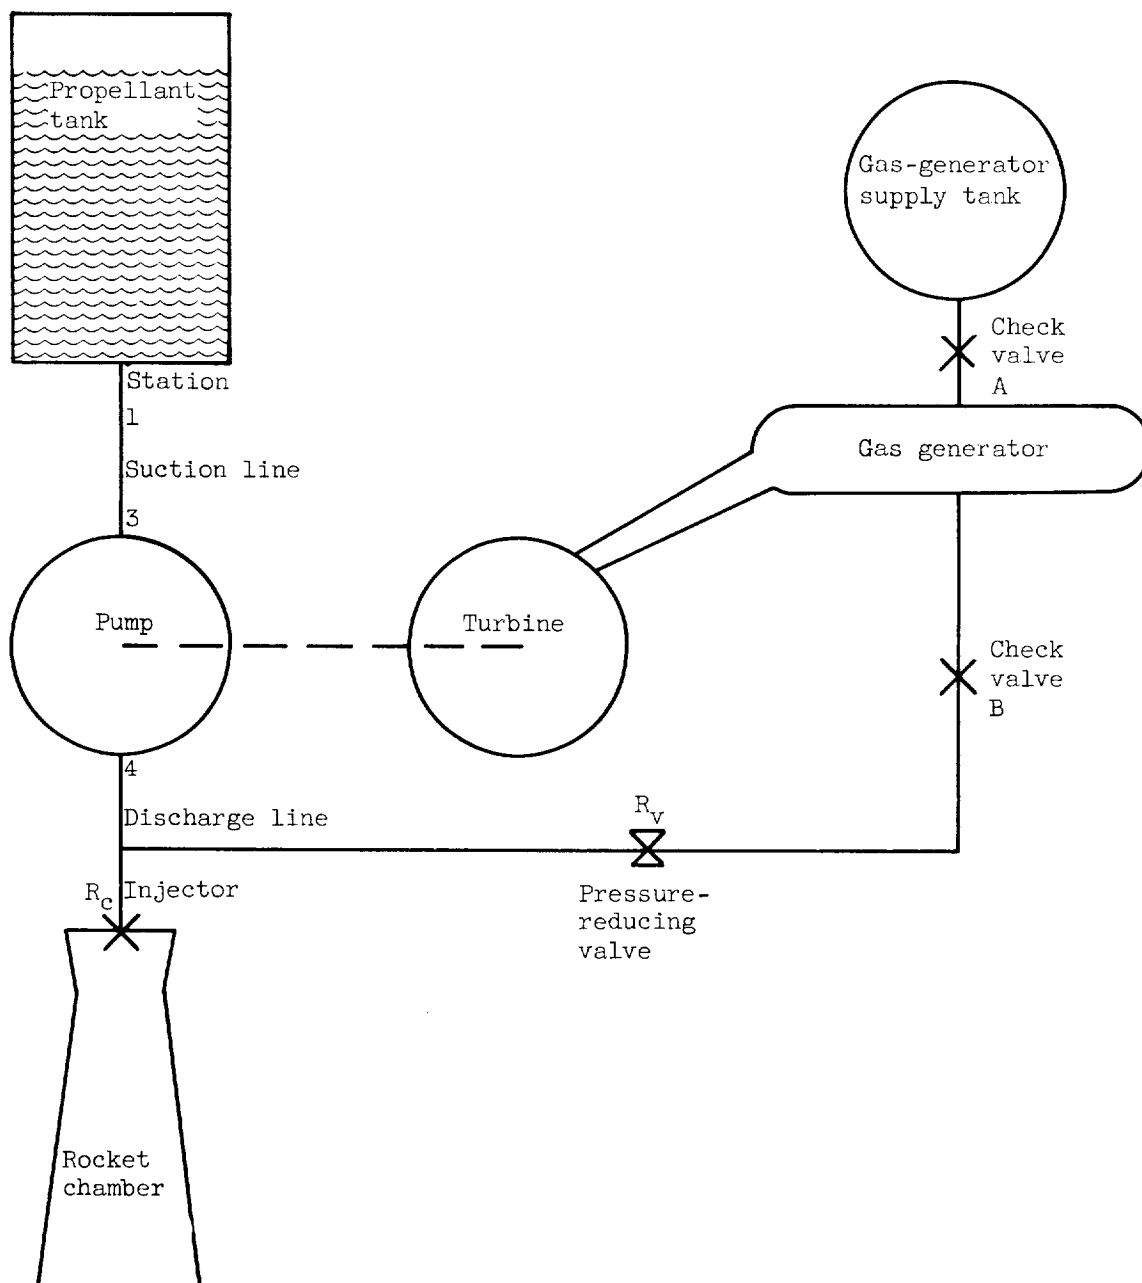 Propellant
tank
Gas-generator
supply tank
Check
valve
A
Station
1
Gas generator
Suction line
3
Pump
Turbine
Check
valve
B
4
Discharge line
R_v
R_c
Injector
Pressure-
reducing
valve
Rocket
chamber